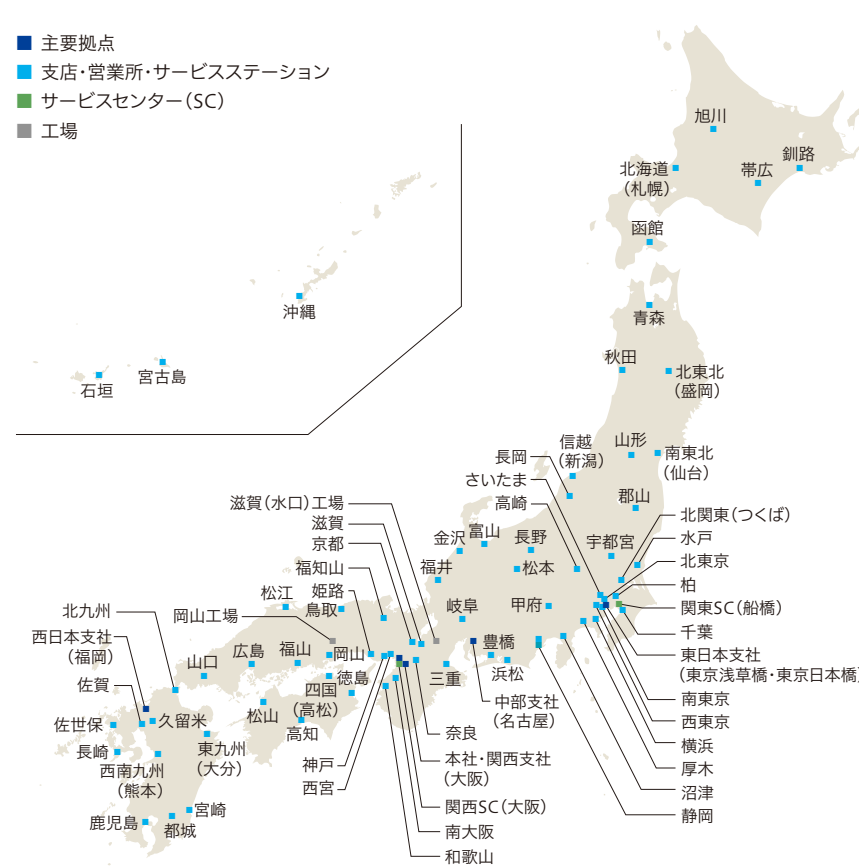 主要拠点
支店・営業所・サービスステーション
サービスセンター(SC)
工場
旭川
北海道
(札幌)
帯広
釧路
函館
沖縄
宮古島
石垣
青森
秋田
北東北
(盛岡)
山形
南東北
(仙台)
信越
(新潟)
長岡
さいたま
高崎
郡山
滋賀(水口)工場
滋賀
京都
福知山
姫路
鳥取
松江
岡山工場
金沢
富山
福井
長野
松本
宇都宮
岐阜
甲府
豊橋
浜松
三重
北関東(つくば)
水戸
北東京
柏
関東SC(船橋)
千葉
東日本支社
(東京浅草橋・東京日本橋)
南東京
西東京
横浜
厚木
沼津
静岡
中部支社
(名古屋)
奈良
本社・関西支社
(大阪)
関西SC(大阪)
南大阪
和歌山
神戸
西宮
北九州
西日本支社
(福岡)
佐賀
佐世保
長崎
久留米
西南九州
(熊本)
東九州
(大分)
鹿児島
都城
宮崎
山口
広島
福山
岡山
徳島
四国
(高松)
松山
高知